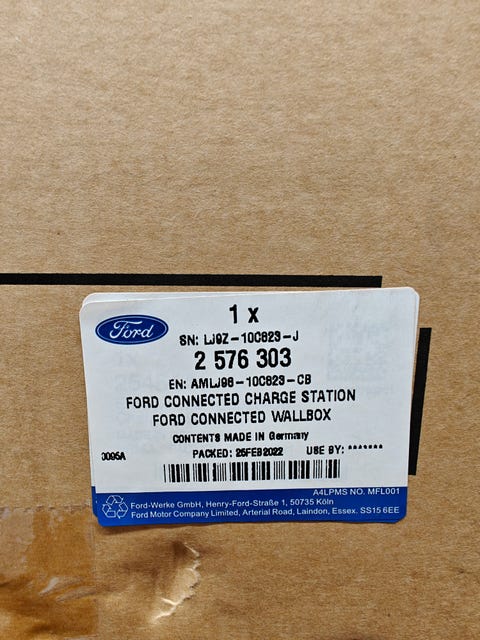 Ford
1 x
SN: LJ9Z-10C823-J
2 576 303
EN: AMLJ98-10C823-CB
FORD CONNECTED CHARGE STATION
FORD CONNECTED WALLBOX
CONTENTS MADE IN Germany
3095A PACKED: 25FEB2022 USE BY: ********
A4LPMS NO. MFL001
Ford-Werke GmbH, Henry-Ford-Straße 1, 50735 Köln
Ford Motor Company Limited, Arterial Road, Laindon, Essex. SS15 6EE